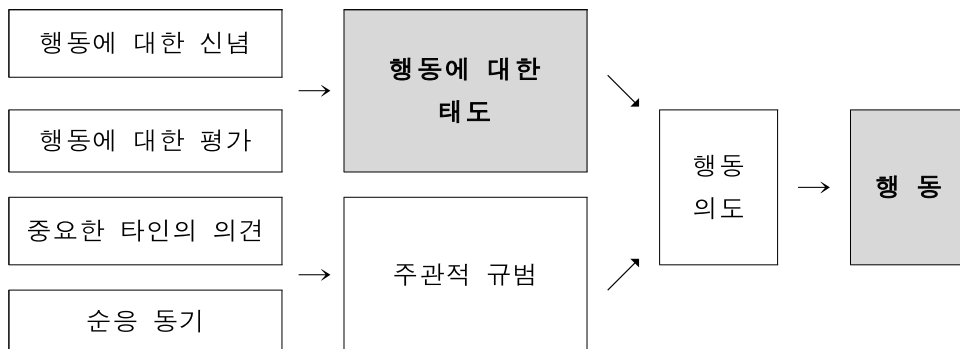 행동에 대한 신념
행동에 대한 평가
중요한 타인의 의견
순응 동기
행동에 대한
태도
주관적 규범
행동
의도
행 동